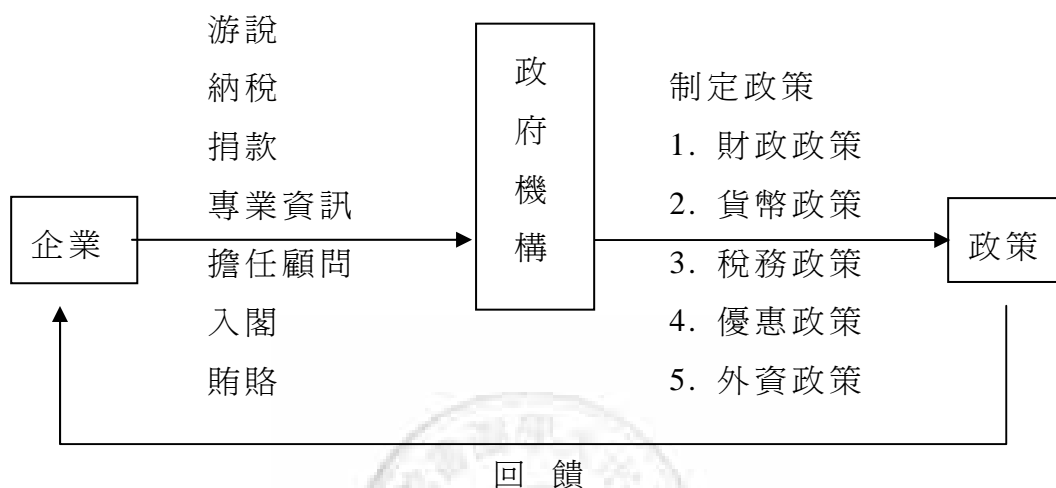 游說
納稅
捐款
專業資訊
擔任顧問
入閣
賄賂
企業
政府機構
制定政策
1. 財政政策
2. 貨幣政策
3. 稅務政策
4. 優惠政策
5. 外資政策
政策
回饋